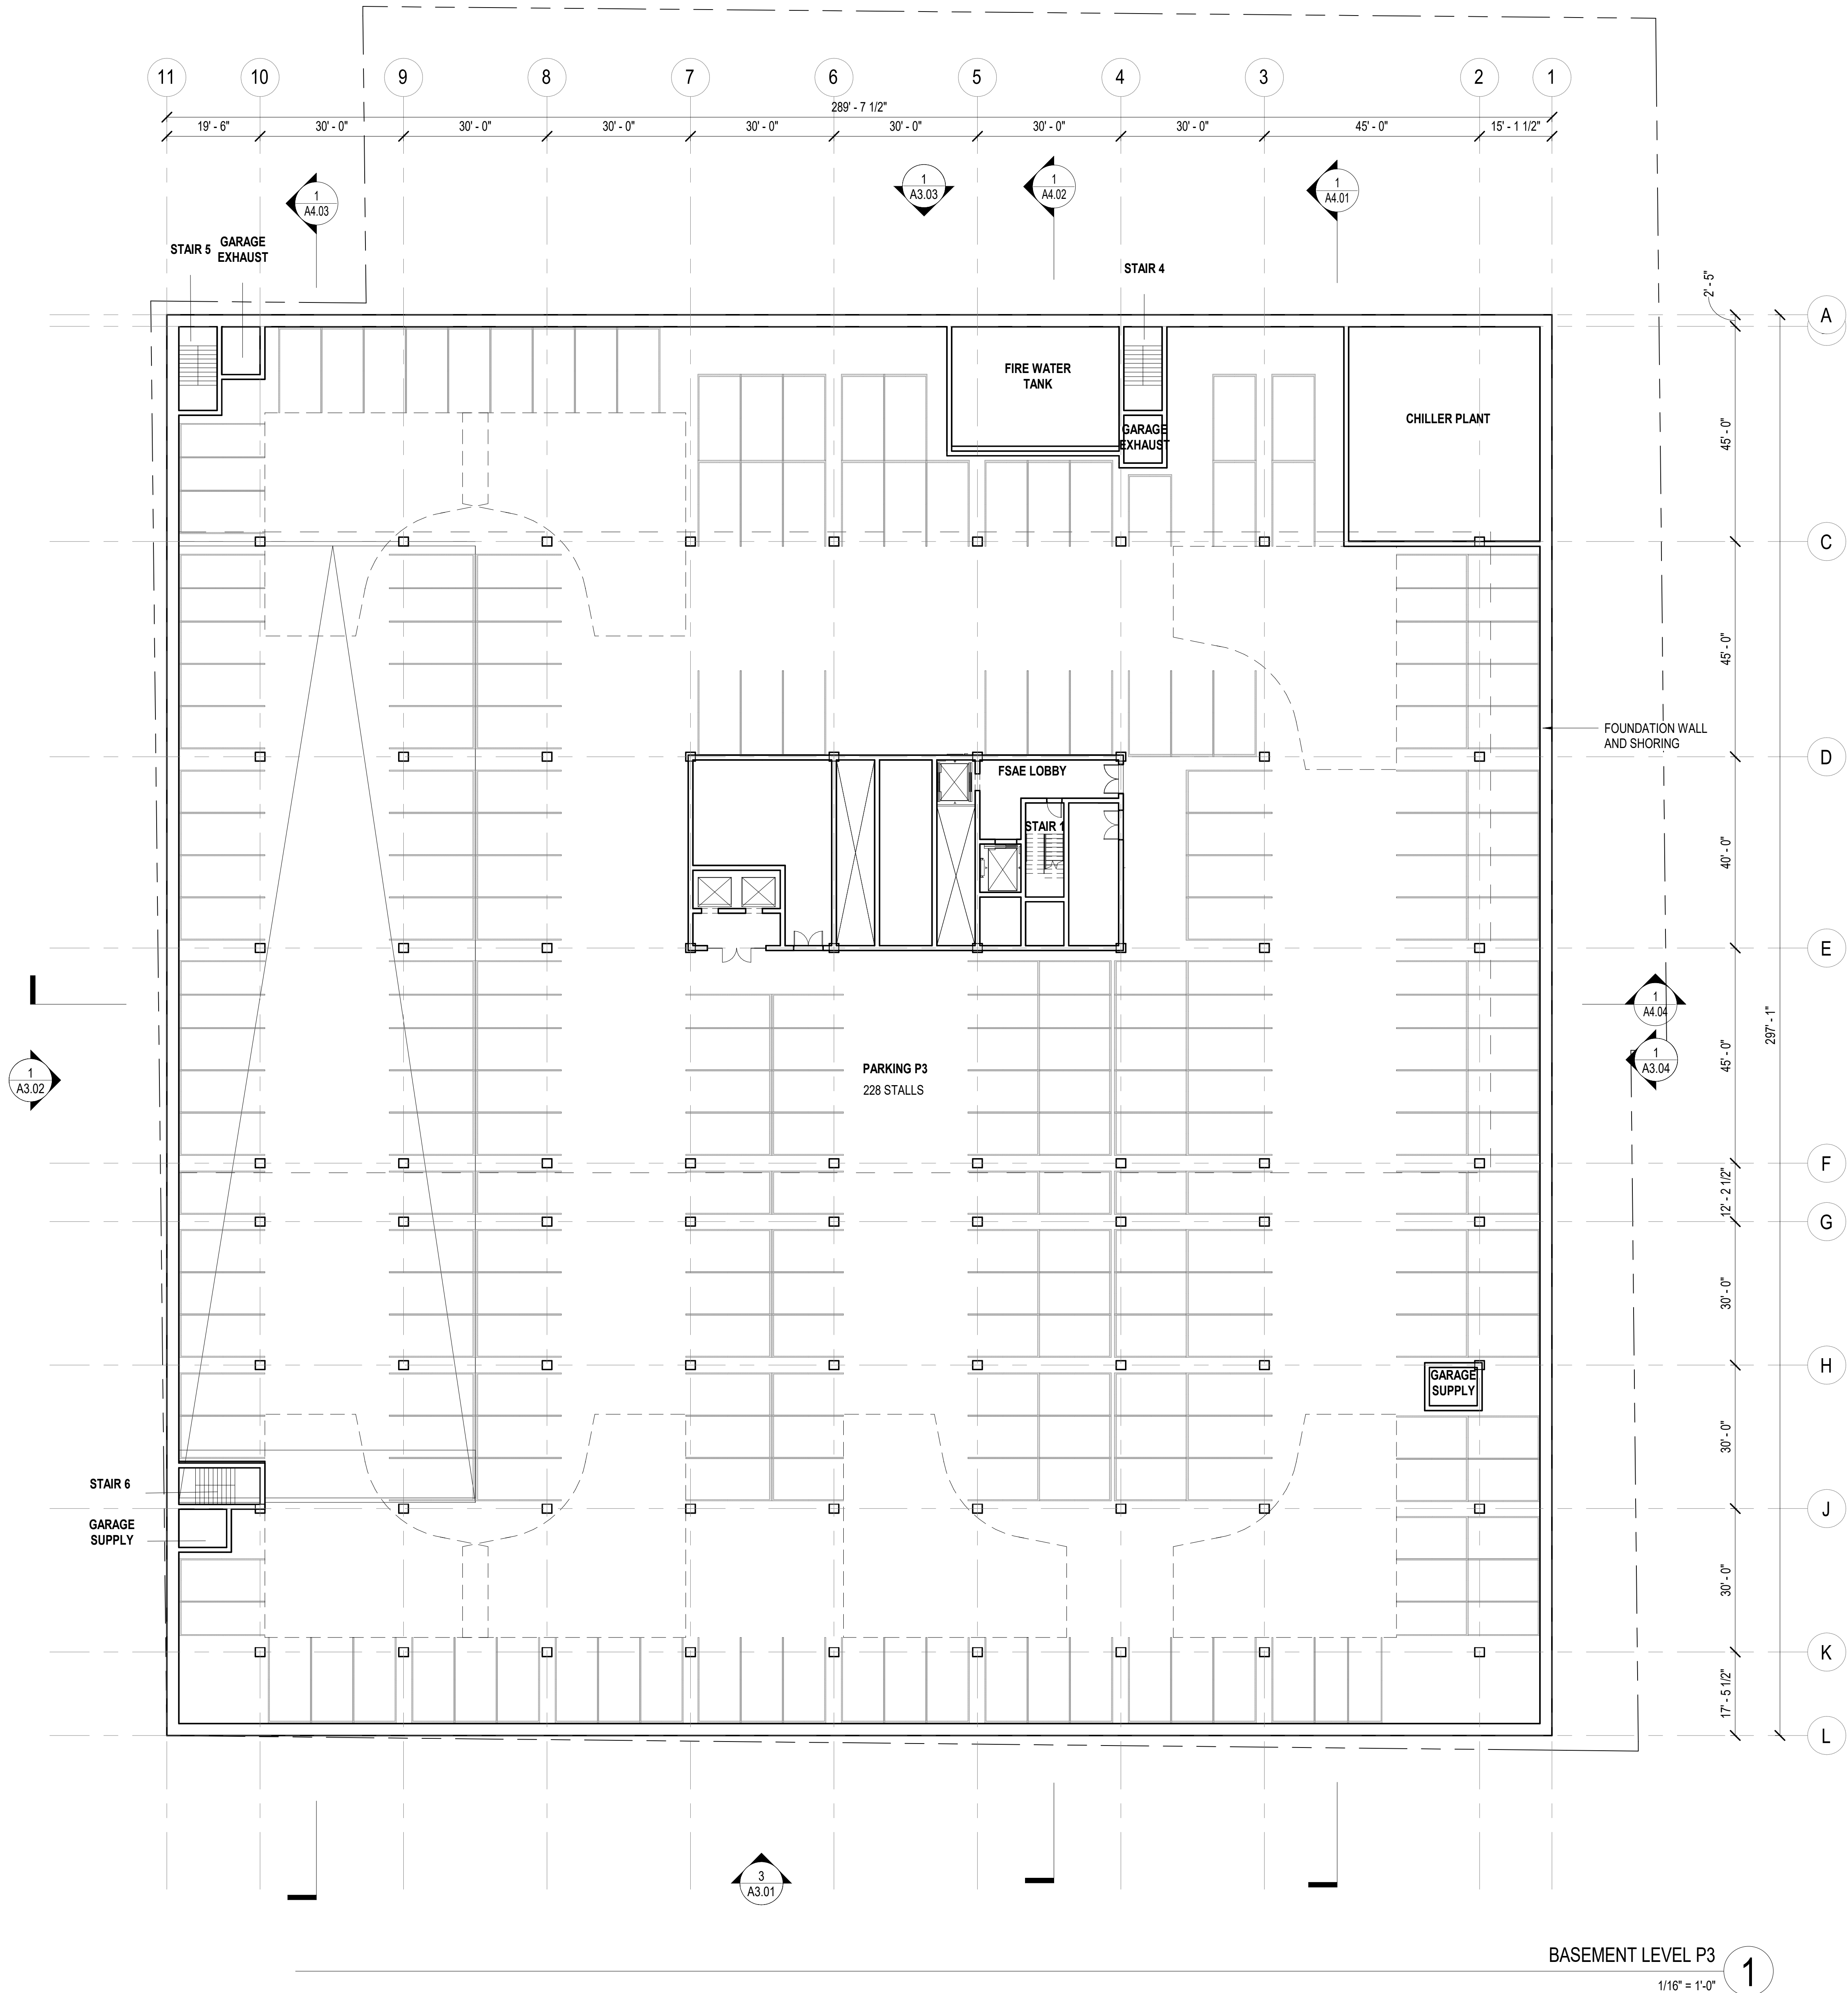 11
10
9
8
7
6
5
4
3
2
1
289' - 7 1/2"
19' - 6"
30' - 0"
30' - 0"
30' - 0"
30' - 0"
30' - 0"
30' - 0"
30' - 0"
45' - 0"
15' - 1 1/2"
1
A4.03
1
A3.03
1
A4.02
1
A4.01
STAIR 5
GARAGE
EXHAUST
STAIR 4
2' - 5"
A
FIRE WATER
TANK
GARAGE
EXHAUST
CHILLER PLANT
45' - 0"
C
45' - 0"
FOUNDATION WALL
AND SHORING
D
FSAE LOBBY
STAIR 1
40' - 0"
E
1
A4.04
297' - 1"
1
A3.02
PARKING P3
228 STALLS
45' - 0"
1
A3.04
F
12' - 2 1/2"
G
30' - 0"
H
GARAGE
SUPPLY
30' - 0"
STAIR 6
J
GARAGE
SUPPLY
30' - 0"
K
17' - 5 1/2"
L
3
A3.01
BASEMENT LEVEL P3
1
1/16" = 1'-0"